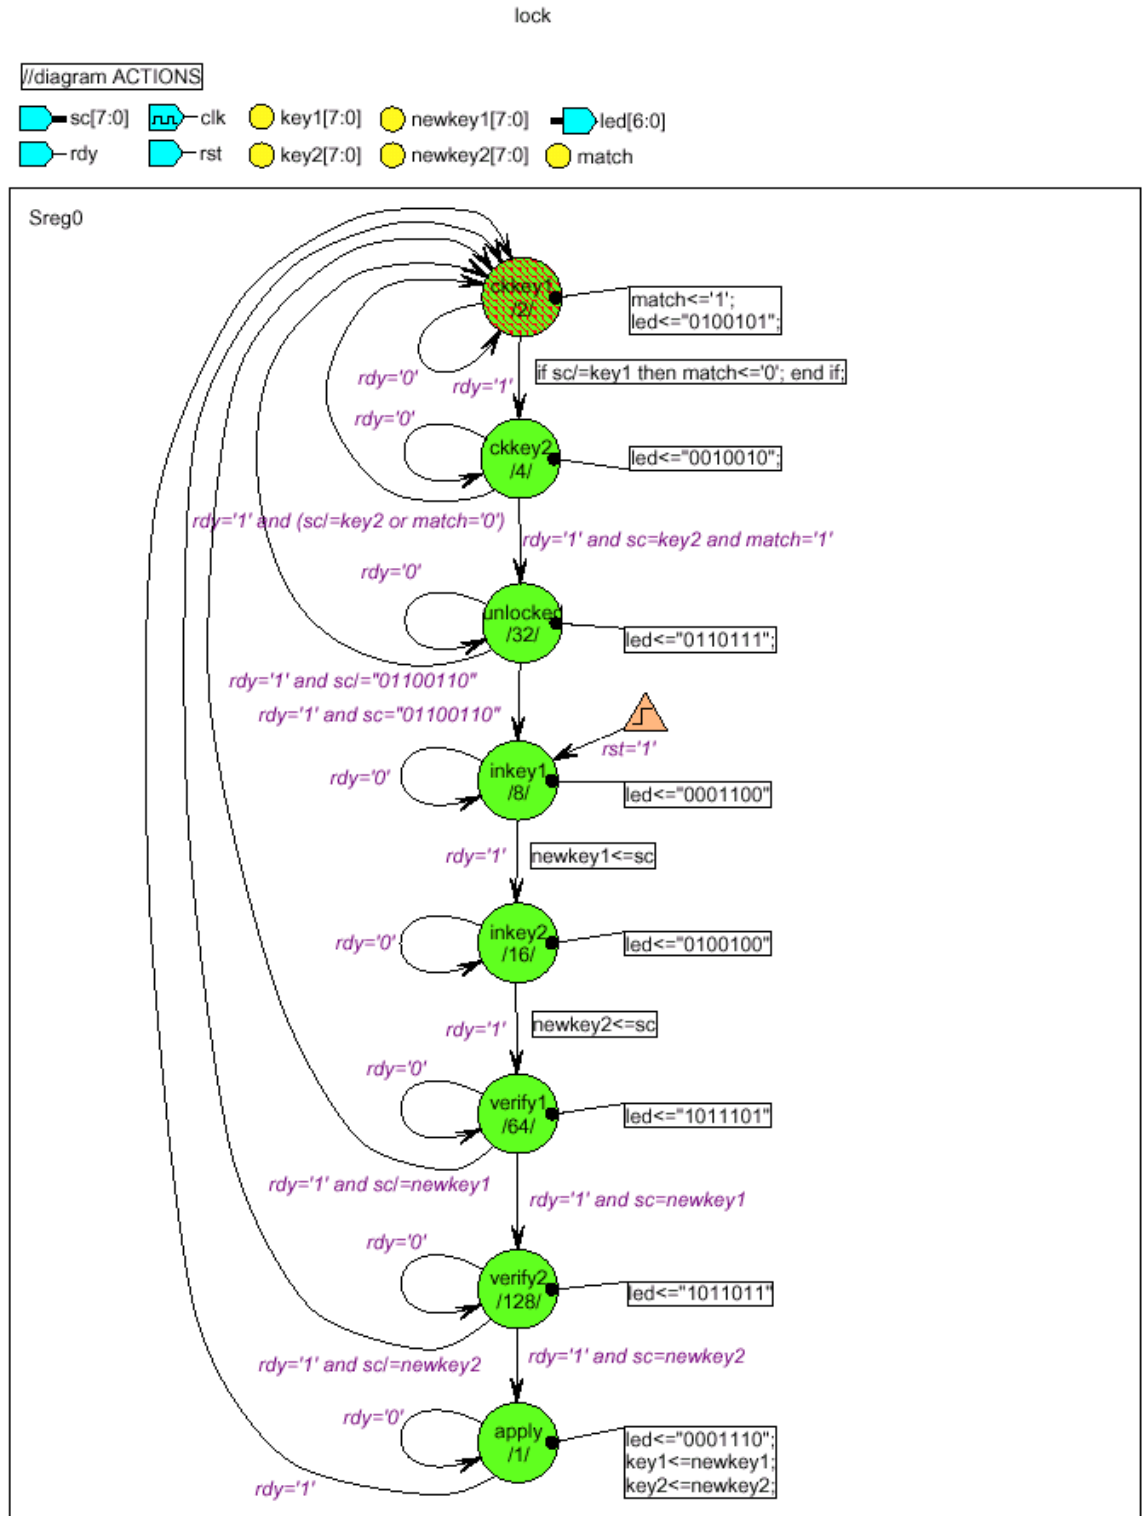 lock
//diagram ACTIONS
sc[7:0] clk key1[7:0] newkey1[7:0] led[6:0]
rdy rst key2[7:0] newkey2[7:0] match
Sreg0
ckkey1
/2/
match<='1';
led<="0100101";
rdy='0'
rdy='1'
if sc/=key1 then match<='0'; end if;
rdy='0'
ckkey2
/4/
led<="0010010";
rdy='1' and (sc/=key2 or match='0')
rdy='1' and sc=key2 and match='1'
rdy='0'
unlocked
/32/
led<="0110111";
rdy='1' and sc/="01100110"
rdy='1' and sc="01100110"
rst='1'
rdy='0'
inkey1
/8/
led<="0001100"
rdy='1'
newkey1<=sc
rdy='0'
inkey2
/16/
led<="0100100"
rdy='1'
newkey2<=sc
rdy='0'
verify1
/64/
led<="1011101"
rdy='1' and sc/=newkey1
rdy='1' and sc=newkey1
rdy='0'
verify2
/128/
led<="1011011"
rdy='1' and sc/=newkey2
rdy='1' and sc=newkey2
rdy='0'
apply
/1/
led<="0001110";
key1<=newkey1;
key2<=newkey2;
rdy='1'